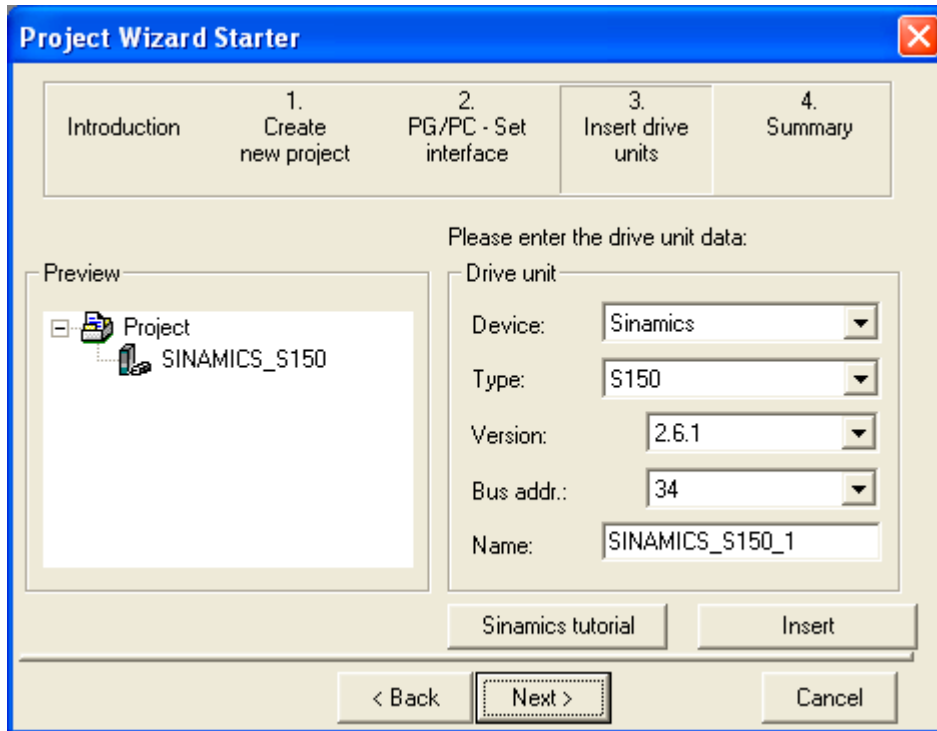 Project Wizard Starter
Introduction
1.
Create
new project
2.
PG/PC - Set
interface
3.
Insert drive
units
4.
Summary
Please enter the drive unit data:
Preview
Project
SINAMICS_S150
Drive unit
Device: Sinamics
Type: S150
Version: 2.6.1
Bus addr.: 34
Name: SINAMICS_S150_1
Sinamics tutorial
Insert
< Back
Next >
Cancel